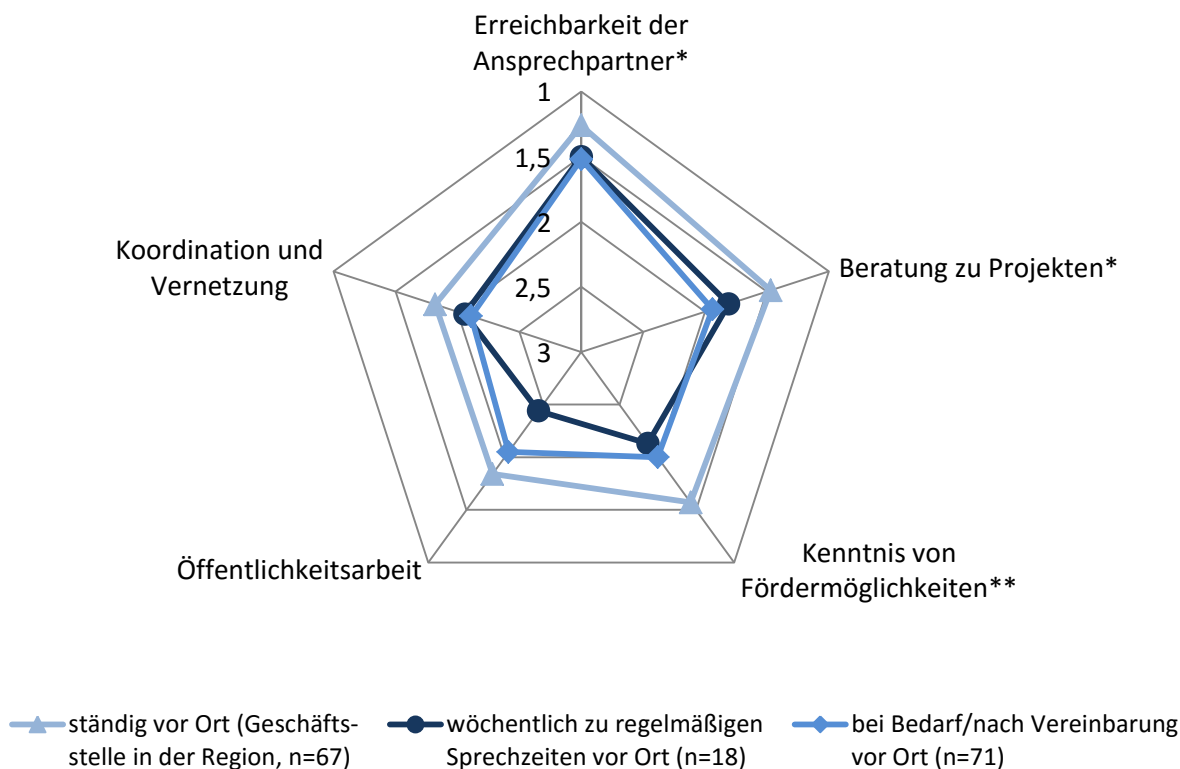 Erreichbarkeit der
Ansprechpartner*
1
1,5
2
2,5
3
Koordination und
Vernetzung
Beratung zu Projekten*
Öffentlichkeitsarbeit
Kenntnis von
Fördermöglichkeiten**
ständig vor Ort (Geschäfts-
stelle in der Region, n=67)
wöchentlich zu regelmäßigen
Sprechzeiten vor Ort (n=18)
bei Bedarf/nach Vereinbarung
vor Ort (n=71)